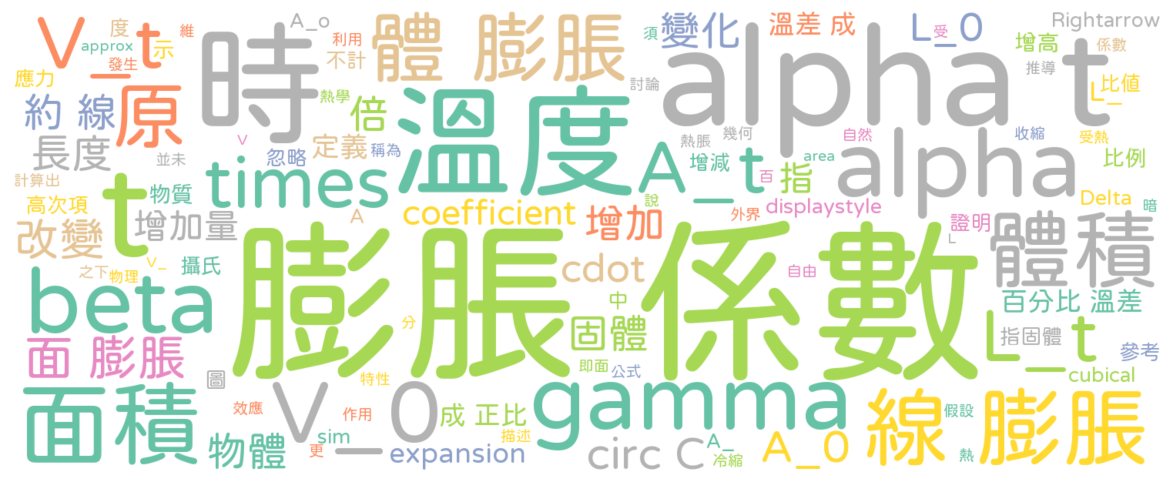 V_t
度
維
A_o
利用
體 膨脹
須
變化
溫差 成
L_0
受
Rightarrow
approx
示
發生
時
不計
alpha t
增高
係數
應力
推導
約 線
原
熱學
倍
溫度
討論
L_
比值
V
熱脹
幾何
自然
收縮
受熱
長度
並未
忽略
定義
稱為
A_t
增減
area
百
指
alpha
比例
計算出
t
物質
times
說
高次項
增加量
coefficient
增加
外界
displaystyle
Delta
暗
改變
A
膨脹係數
證明
L
體積
之下
物理
V_
攝氏
cdot
自由
beta
中
百分比 溫差
面 膨脹
分
固體
L_t
指固體
參考
圖
即面
公式
cubical
面積
V_0
特性
gamma
線 膨脹
效應
作用
成 正比
假設
物體
更
sim
描述
expansion
circ C
A_
冷縮
A_0
熱